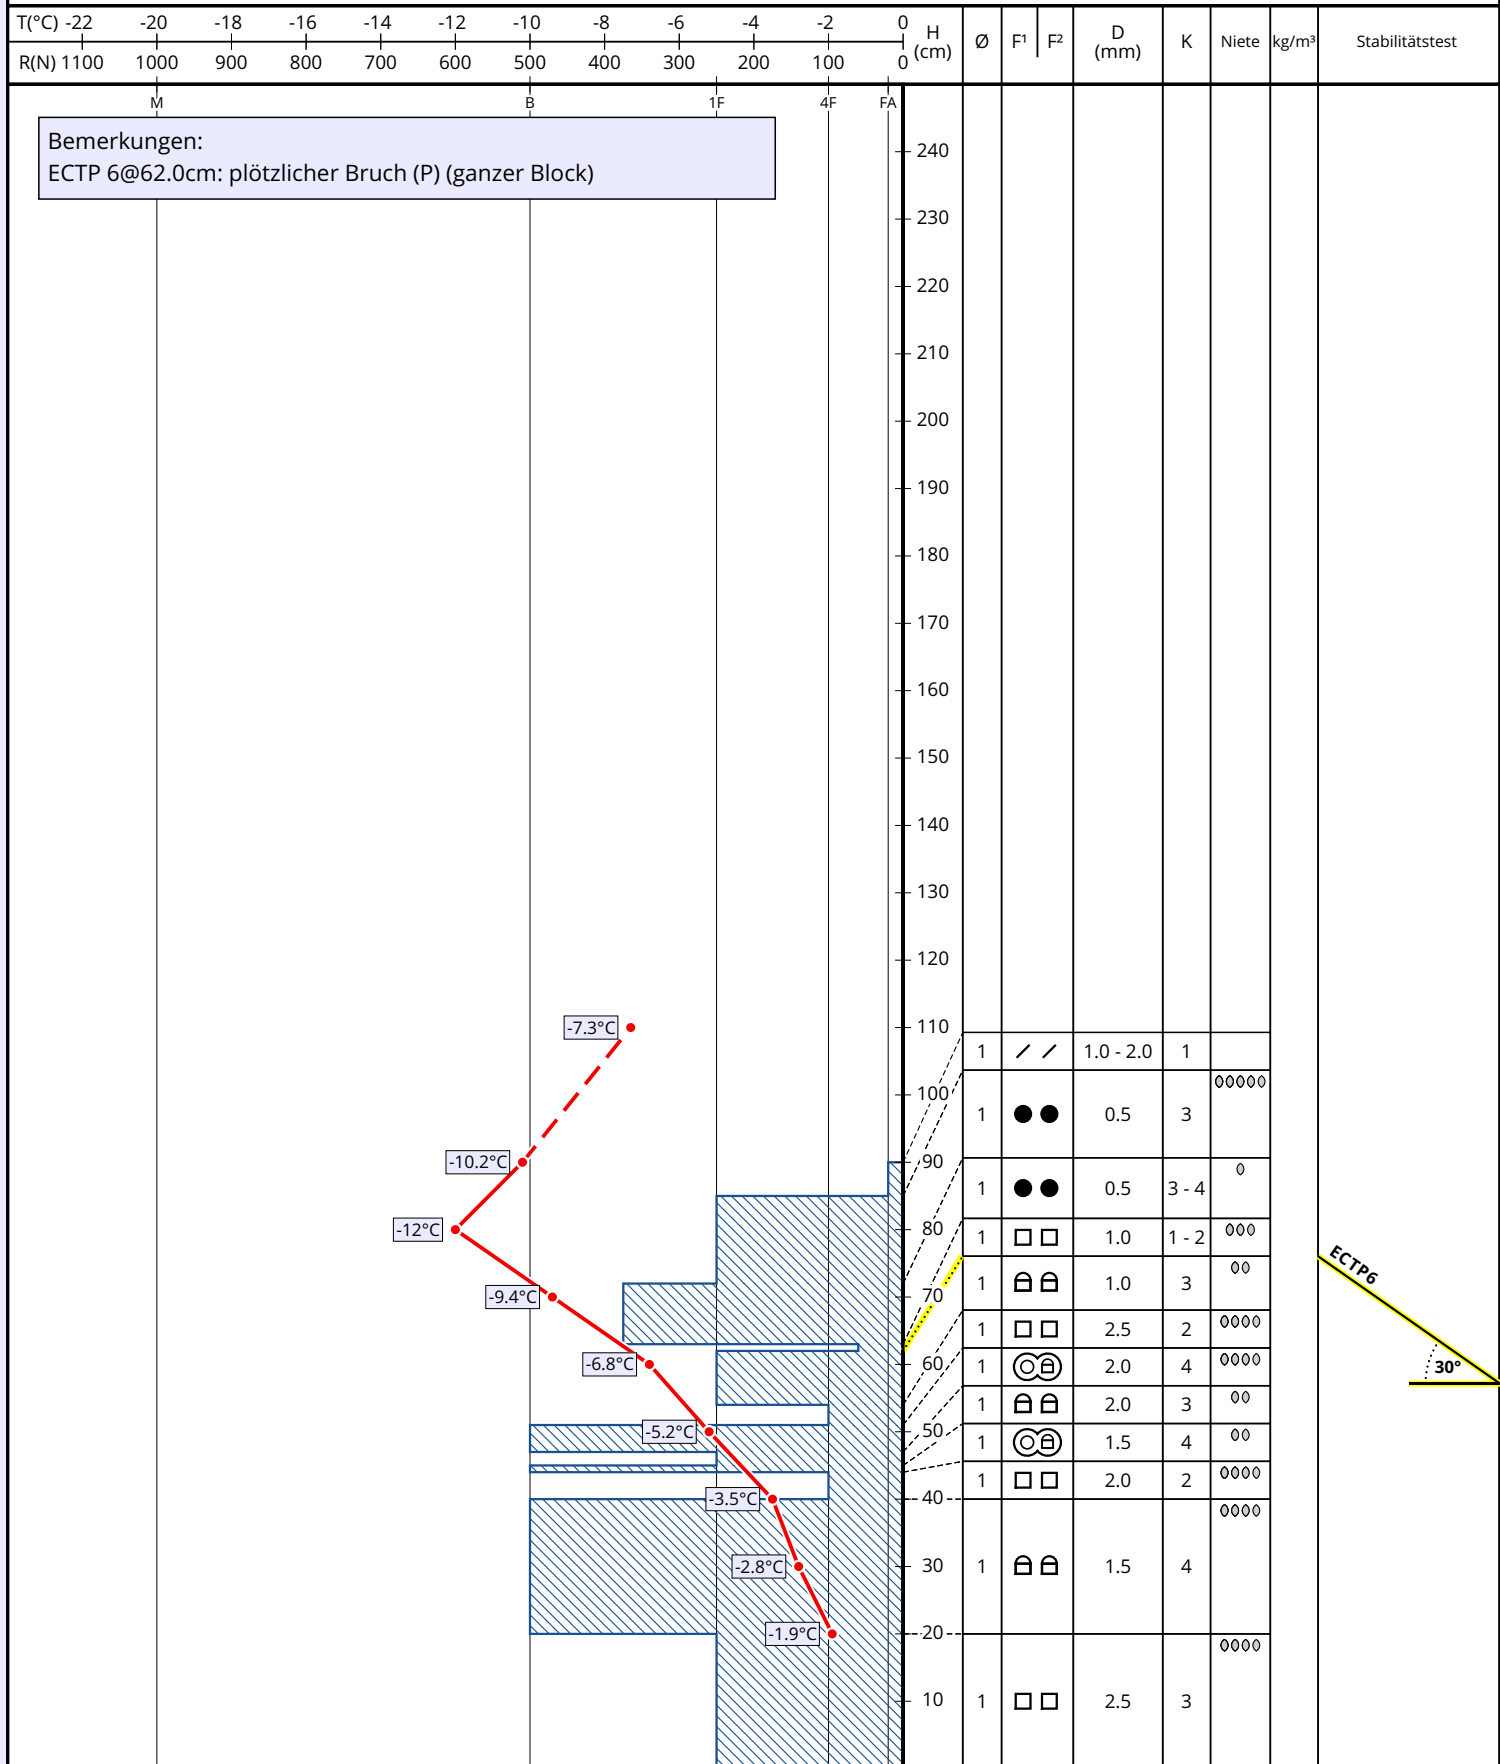 T(°C) -22 -20 -18 -16 -14 -12 -10 -8 -6 -4 -2 0
R(N) 1100 1000 900 800 700 600 500 400 300 200 100 0
H (cm) Ø F¹ F² D (mm) K Niete kg/m³ Stabilitätstest
M B 1F 4F FA
Bemerkungen:
ECTP 6@62.0cm: plötzlicher Bruch (P) (ganzer Block)
240
230
220
210
200
190
180
170
160
150
140
130
120
-7.3°C 110
1 1.0 - 2.0 1
100
1 0.5 3
-10.2°C 90
1 0.5 3 - 4
-12°C 80
1 1.0 1 - 2
ECTP6
-9.4°C 70
1 1.0 3
1 2.5 2
-6.8°C 60
1 2.0 4
30°
1 2.0 3
-5.2°C 50
1 1.5 4
1 2.0 2
-3.5°C 40
-2.8°C 30
1 1.5 4
-1.9°C 20
10
1 2.5 3